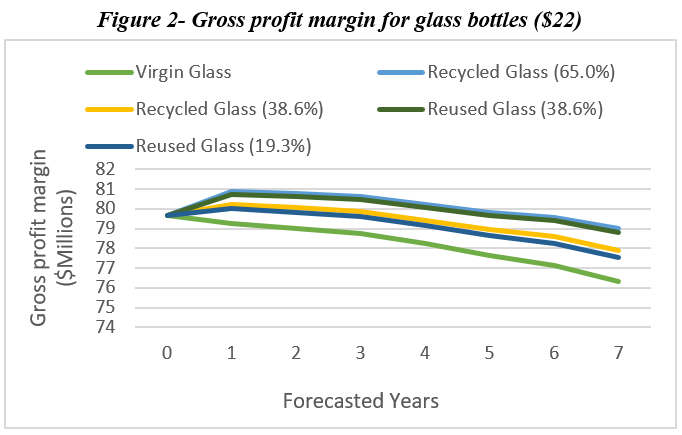 Figure 2- Gross profit margin for glass bottles ($22)
Virgin Glass
Recycled Glass (65.0%)
Recycled Glass (38.6%)
Reused Glass (38.6%)
Reused Glass (19.3%)
Gross profit margin
($Millions)
82
81
80
79
78
77
76
75
74
0 1 2 3 4 5 6 7
Forecasted Years